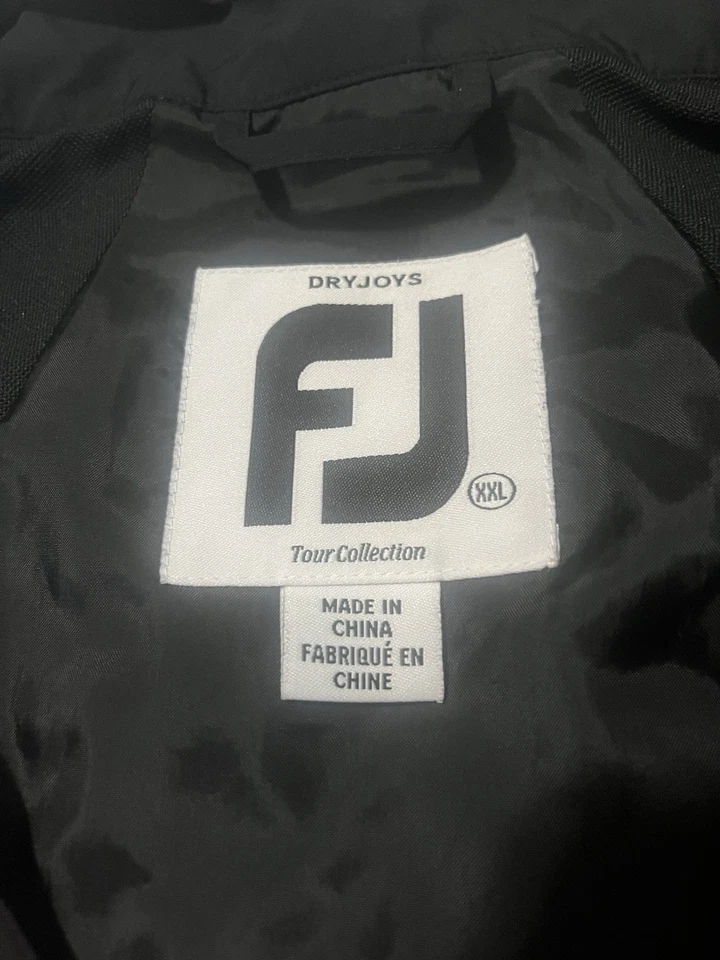 DRYJOYS
FJ
XXL
Tour Collection
MADE IN
CHINA
FABRIQUÉ EN
CHINE